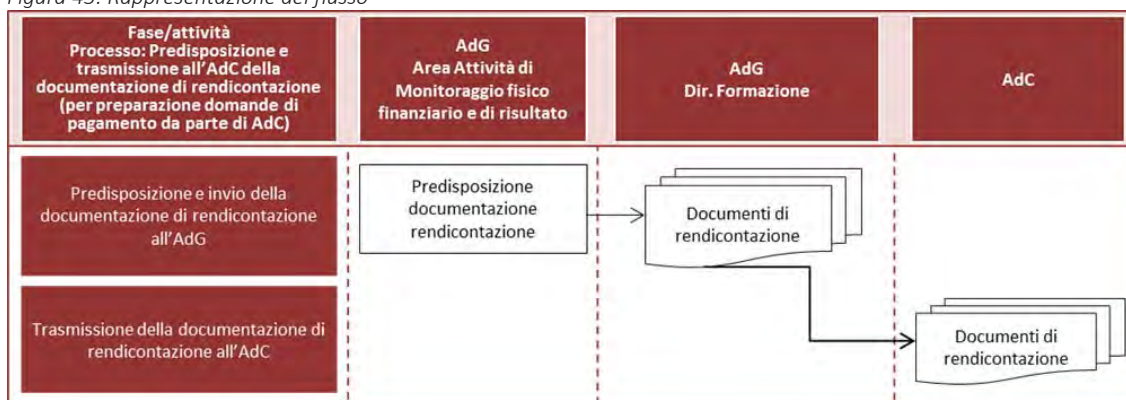 Figura 43: Rappresentazione del flusso
Fase/attività
Processo: Predisposizione e
trasmissione all'AdC della
documentazione di rendicontazione
(per preparazione domande di
pagamento da parte di AdC)
AdG
Area Attività di
Monitoraggio fisico
finanziario e di risultato
AdG
Dir. Formazione
AdC
Predisposizione e invio della
documentazione di rendicontazione
all'AdG
Predisposizione
documentazione
rendicontazione
Documenti di
rendicontazione
Trasmissione della documentazione di
rendicontazione all'AdC
Documenti di
rendicontazione